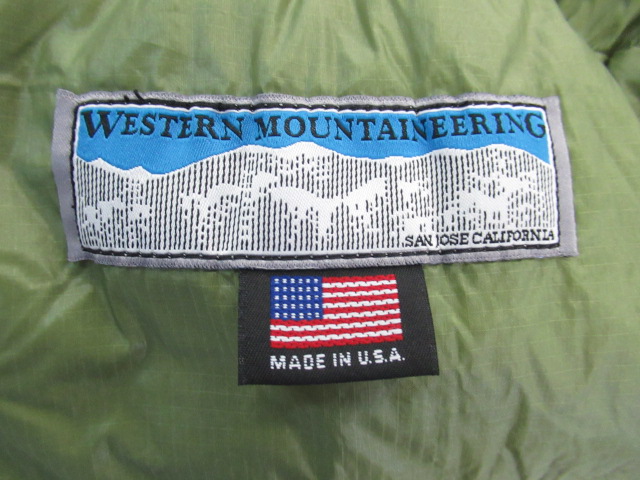 WESTERN MOUNTAINEERING
SAN JOSE CALIFORNIA
MADE IN U.S.A.